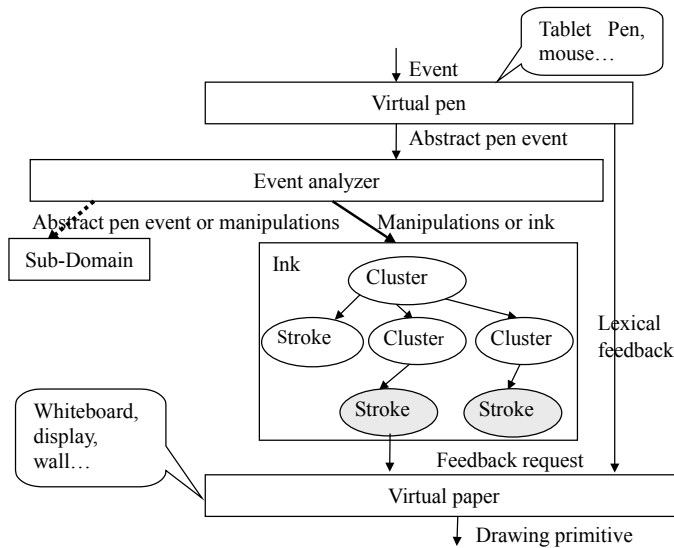 Tablet Pen,
mouse…
Event
Virtual pen
Abstract pen event
Event analyzer
Abstract pen event or manipulations
Manipulations or ink
Sub-Domain
Ink
Cluster
Stroke
Cluster
Cluster
Lexical
feedback
Stroke
Stroke
Whiteboard,
display,
wall…
Feedback request
Virtual paper
Drawing primitive